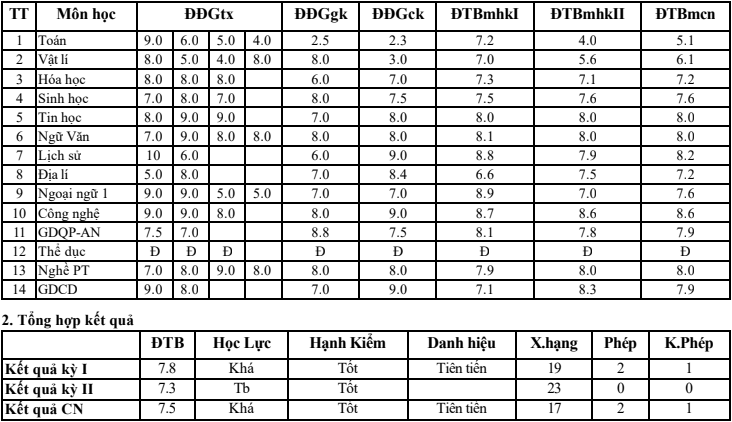 TT Môn học ĐĐGtx ĐĐGgk ĐĐGck ĐTBmhkI ĐTBmhkII ĐTBmcn
1 Toán 9.0 6.0 5.0 4.0 2.5 2.3 7.2 4.0 5.1
2 Vật lí 8.0 5.0 4.0 8.0 8.0 3.0 7.0 5.6 6.1
3 Hóa học 8.0 8.0 8.0 6.0 7.0 7.3 7.1 7.2
4 Sinh học 7.0 8.0 7.0 8.0 7.5 7.5 7.6 7.6
5 Tin học 8.0 9.0 9.0 7.0 8.0 8.0 8.0 8.0
6 Ngữ Văn 7.0 9.0 8.0 8.0 8.0 8.0 8.1 8.0 8.0
7 Lịch sử 10 6.0 6.0 9.0 8.8 7.9 8.2
8 Địa lí 5.0 8.0 7.0 8.4 6.6 7.5 7.2
9 Ngoại ngữ 1 9.0 9.0 5.0 5.0 7.0 7.0 8.9 7.0 7.6
10 Công nghệ 9.0 9.0 8.0 8.0 9.0 8.7 8.6 8.6
11 GDQP-AN 7.5 7.0 8.8 7.5 8.1 7.8 7.9
12 Thể dục Đ Đ Đ Đ Đ Đ Đ Đ
13 Nghề PT 7.0 8.0 9.0 8.0 8.0 8.0 7.9 8.0 8.0
14 GDCD 9.0 8.0 7.0 9.0 7.1 8.3 7.9
2. Tổng hợp kết quả
ĐTB Học Lực Hạnh Kiểm Danh hiệu X.hạng Phép K.Phép
Kết quả kỳ I 7.8 Khá Tốt Tiên tiến 19 2 1
Kết quả kỳ II 7.3 Tb Tốt 23 0 0
Kết quả CN 7.5 Khá Tốt Tiên tiến 17 2 1